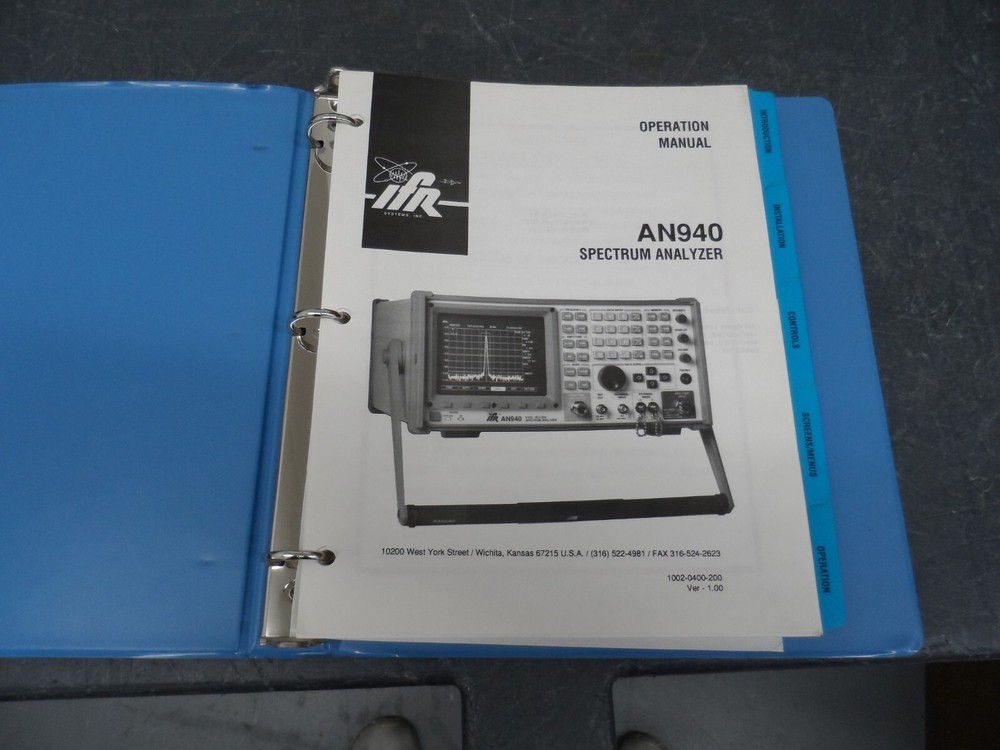 OPERATION
MANUAL
ifR
SYSTEMS, INC.
AN940
SPECTRUM ANALYZER
ifR AN940
10200 West York Street / Wichita, Kansas 67215 U.S.A. / (316) 522-4981 / FAX 316-524-2623
1002-0400-200
Ver - 1.00
INTRODUCTION
INSTALLATION
CONTROLS
SCREENS/MENUS
OPERATION